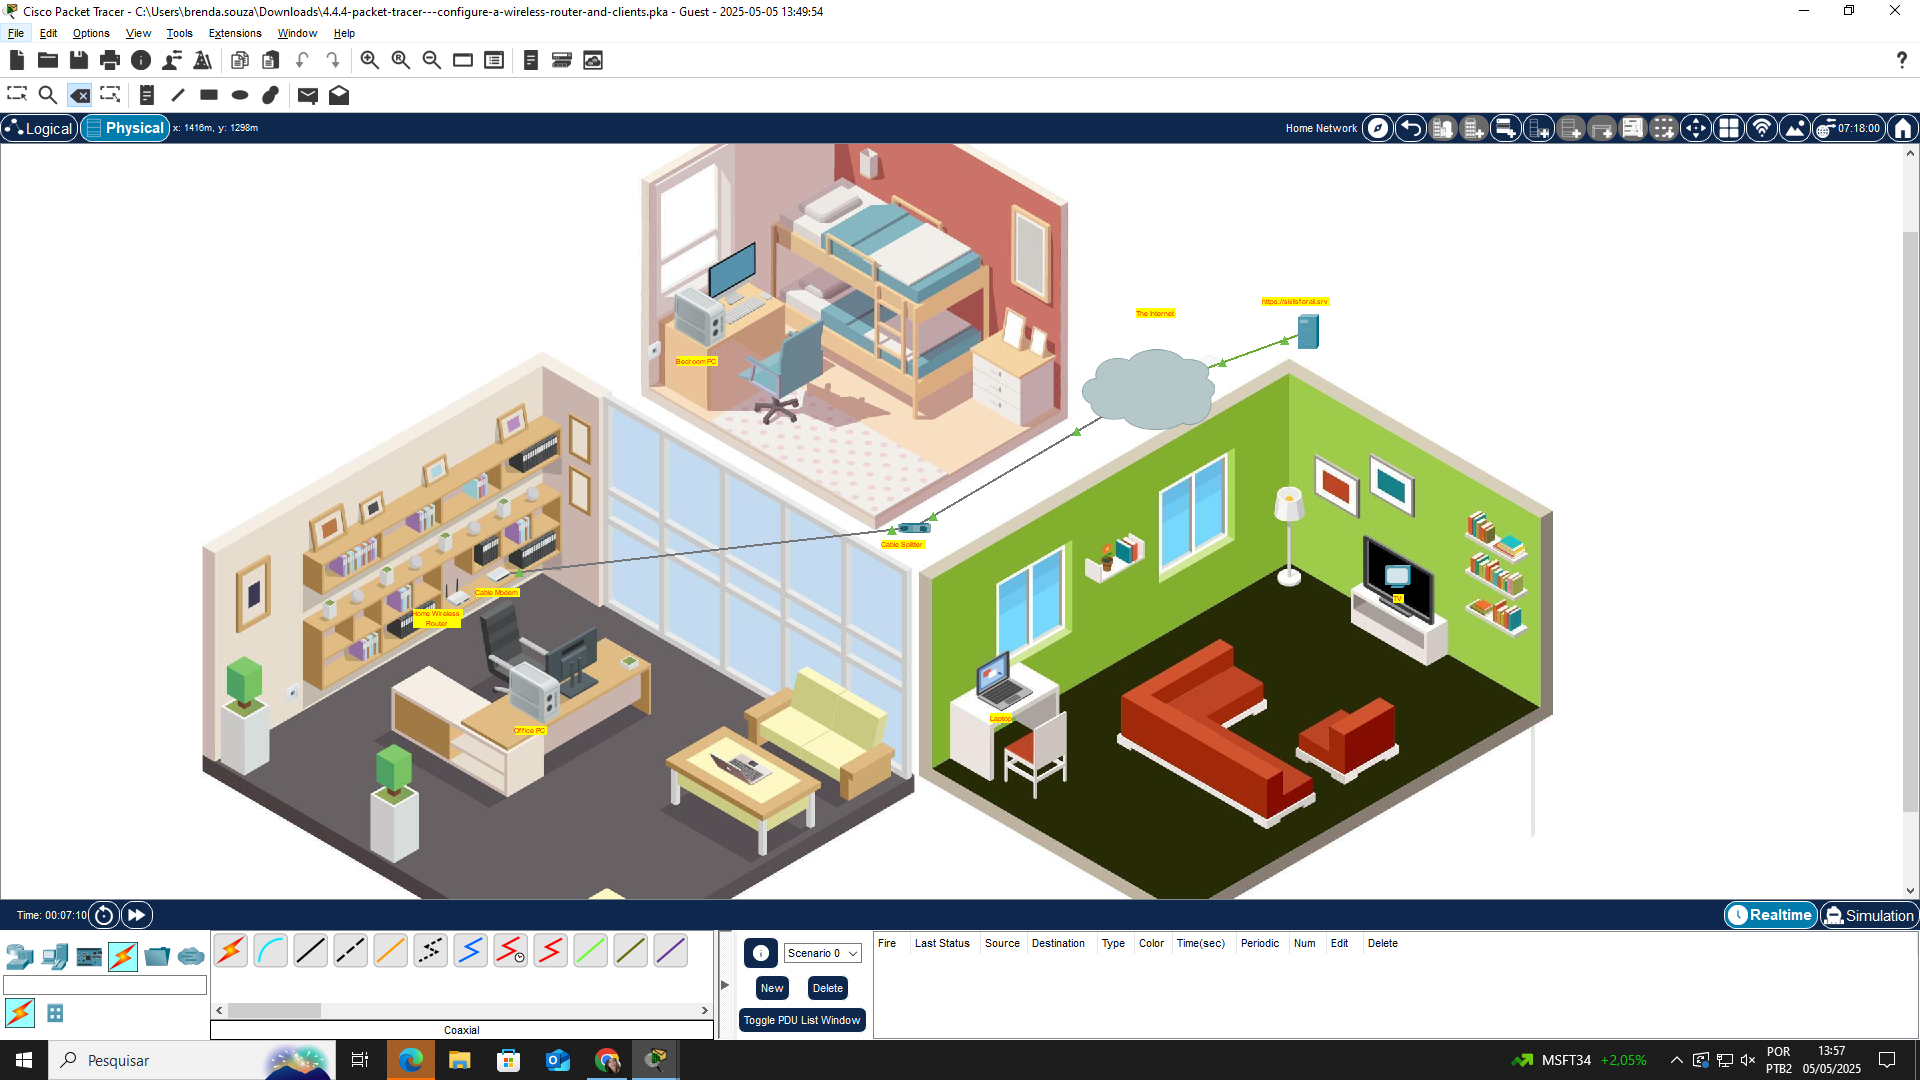 Cisco Packet Tracer - C:\Users\brenda.souza\Downloads\4.4.4-packet-tracer---configure-a-wireless-router-and-clients.pka - Guest - 2025-05-05 13:49:54
File Edit Options View Tools Extensions Window Help
Logical Physical x: 1416m, y: 1298m Home Network 07:18:00
https://skillsforall.srv
The Internet
Bedroom PC
Cable Splitter
Cable Modem
Home Wireless
Router
TV
Laptop
Office PC
Time: 00:07:10 Realtime Simulation
Scenario 0
New Delete
Toggle PDU List Window
Fire Last Status Source Destination Type Color Time(sec) Periodic Num Edit Delete
Coaxial
Pesquisar
MSFT34 +2,05%
POR
PTB2
13:57
05/05/2025